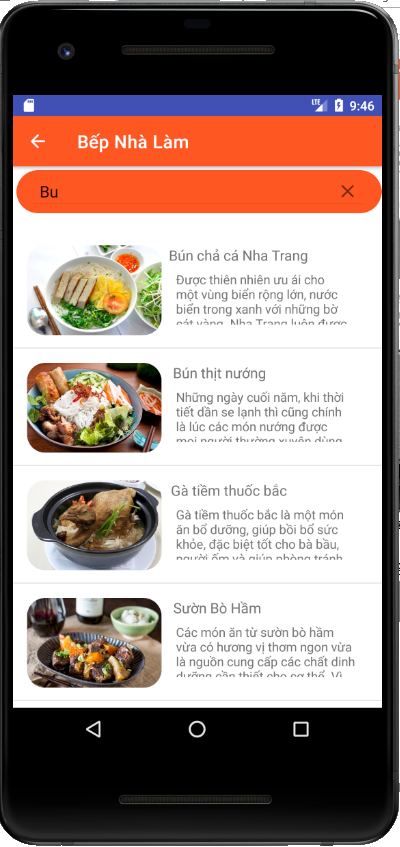 LTE 9:46
Bếp Nhà Làm
Bu
Bún chả cá Nha Trang
Được thiên nhiên ưu ái cho
một vùng biển rộng lớn, nước
biển trong xanh với những bờ
cát vàng, Nha Trang luôn được
Bún thịt nướng
Những ngày cuối năm, khi thời
tiết dần se lạnh thì cũng chính
là lúc các món nướng được
mọi người thường xuyên dùng
Gà tiềm thuốc bắc
Gà tiềm thuốc bắc là một món
ăn bổ dưỡng, giúp bồi bổ sức
khỏe, đặc biệt tốt cho bà bầu,
người ốm và giúp phòng tránh
Sườn Bò Hầm
Các món ăn từ sườn bò hầm
vừa có hương vị thơm ngon vừa
là nguồn cung cấp các chất dinh
dưỡng cần thiết cho cơ thể. Vì